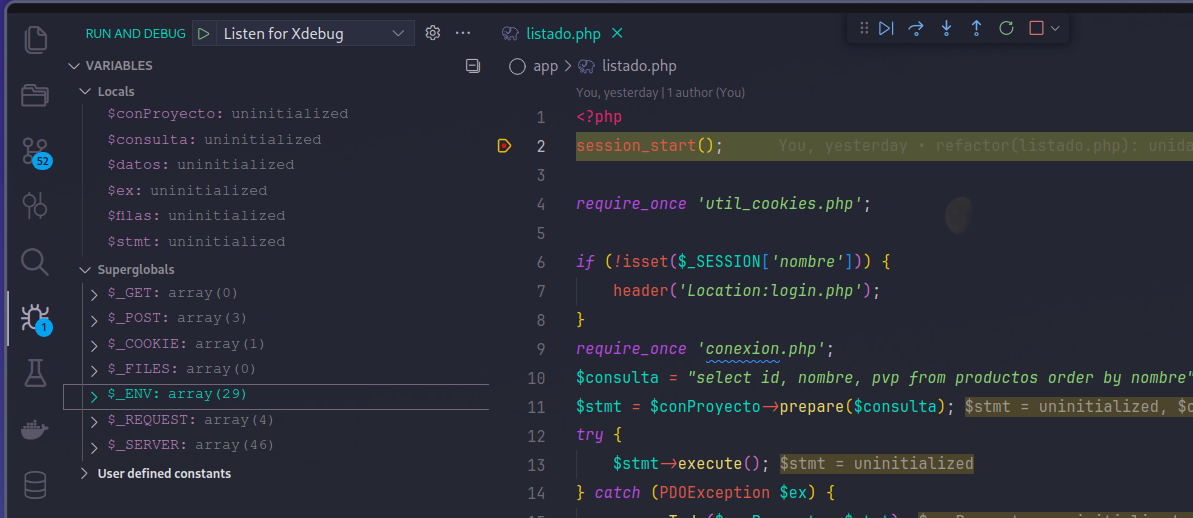 RUN AND DEBUG
Listen for Xdebug
VARIABLES
Locals
$conProyecto: uninitialized
$consulta: uninitialized
$datos: uninitialized
$ex: uninitialized
$filas: uninitialized
$stmt: uninitialized
Superglobals
$_GET: array(0)
$_POST: array(3)
$_COOKIE: array(1)
$_FILES: array(0)
$_ENV: array(29)
$_REQUEST: array(4)
$_SERVER: array(46)
User defined constants
52
1
listado.php
app > listado.php
You, yesterday | 1 author (You)
1 <?php
2 session_start(); You, yesterday • refactor(listado.php): unida
3
4 require_once 'util_cookies.php';
5
6 if (!isset($_SESSION['nombre'])) {
7 header('Location:login.php');
8 }
9 require_once 'conexion.php';
10 $consulta = "select id, nombre, pvp from productos order by nombre"
11 $stmt = $conProyecto->prepare($consulta); $stmt = uninitialized,
12 try {
13 $stmt->execute(); $stmt = uninitialized
14 } catch (PDOException $ex) {